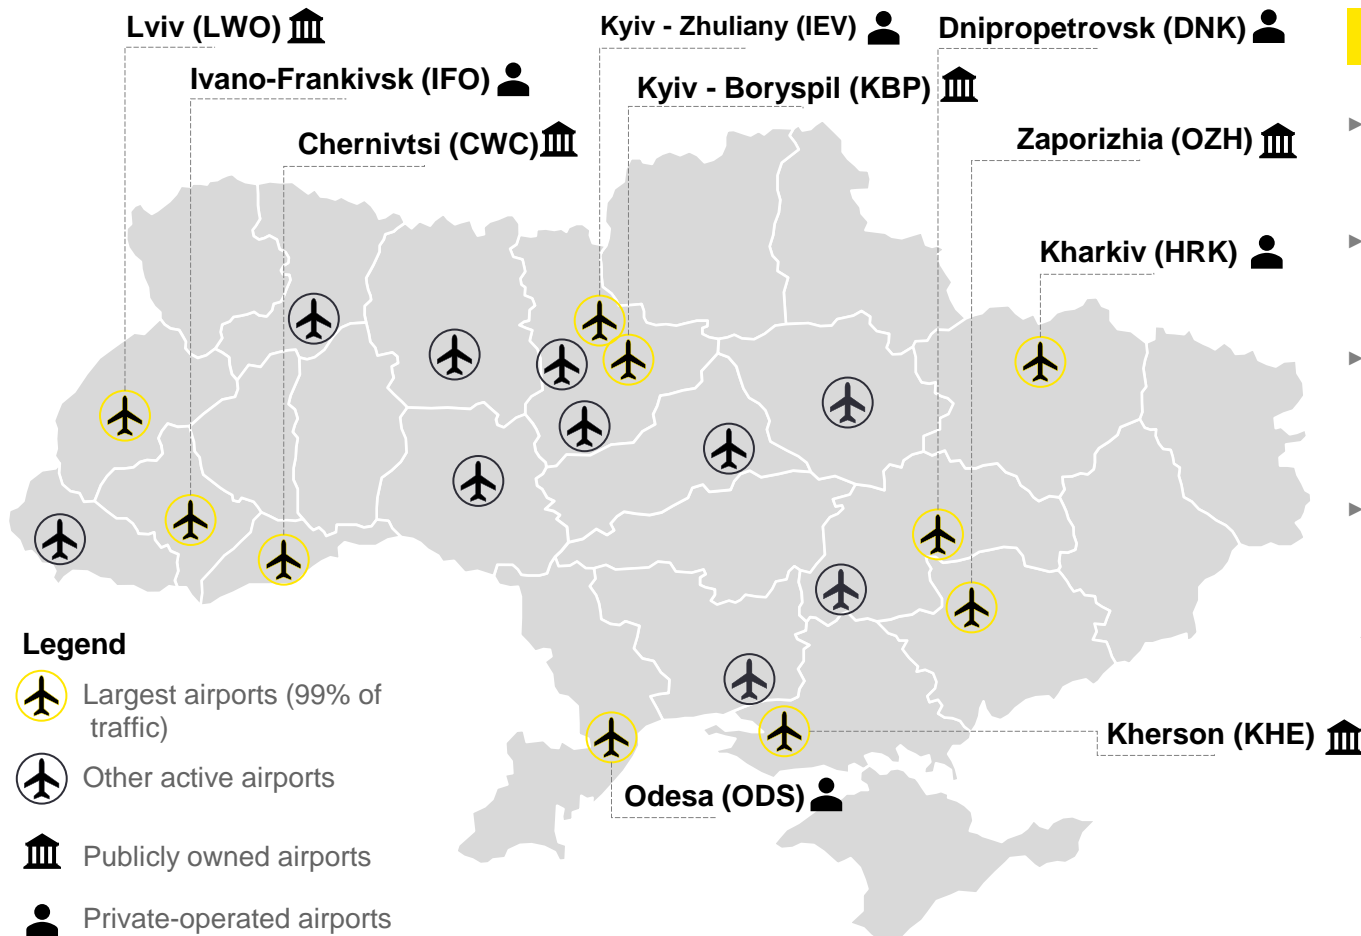 Lviv (LWO)
Kyiv - Zhuliany (IEV)
Dnipropetrovsk (DNK)
Ivano-Frankivsk (IFO)
Kyiv - Boryspil (KBP)
Chernivtsi (CWC)
Zaporizhia (OZH)
Kharkiv (HRK)
Kherson (KHE)
Odesa (ODS)
Legend
Largest airports (99% of
traffic)
Other active airports
Publicly owned airports
Private-operated airports